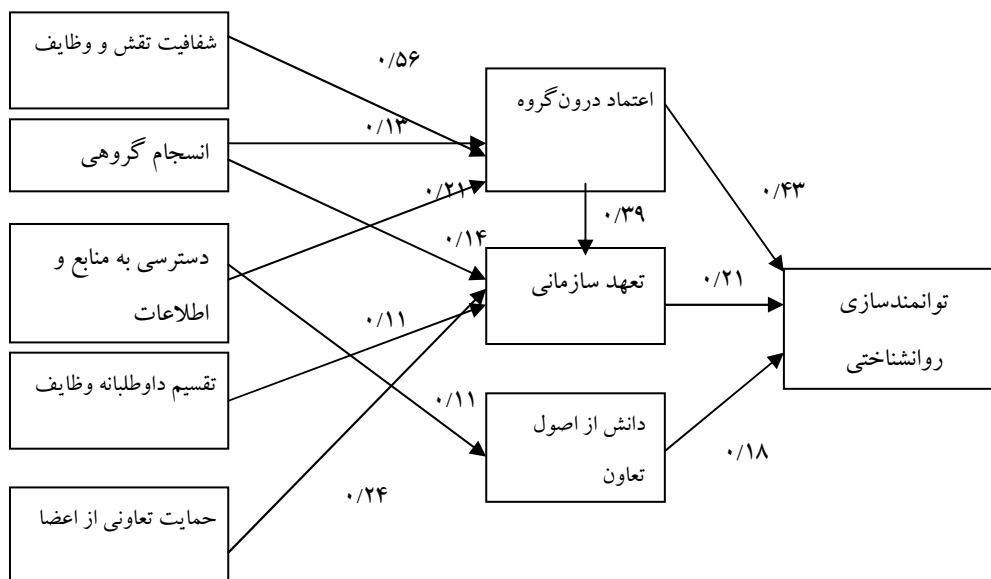 شفافیت تقش و وظایف
۰/۵۶
اعتماد درون‌گروه
۰/۱۳
انسجام گروهی
۰/۲۱
۰/۴۳
۰/۳۹
۰/۱۴
دسترسی به منابع و
اطلاعات
تعهد سازمانی
۰/۲۱
توانمندسازی
روانشناختی
۰/۱۱
تقسیم داوطلبانه وظایف
۰/۱۱
دانش از اصول
تعاون
۰/۱۸
۰/۲۴
حمایت تعاونی از اعضا